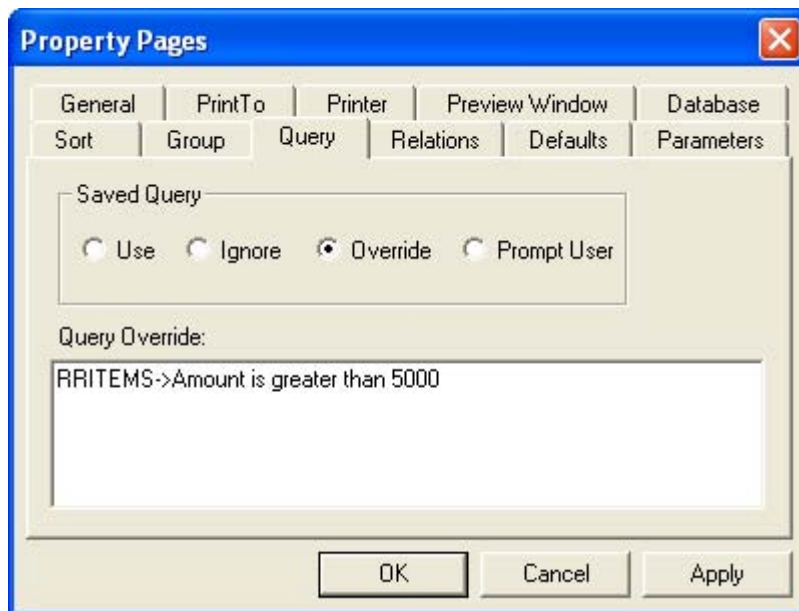 Property Pages
General PrintTo Printer Preview Window Database
Sort Group Query Relations Defaults Parameters
Saved Query
Use Ignore Override Prompt User
Query Override:
RRITEMS->Amount is greater than 5000
OK Cancel Apply